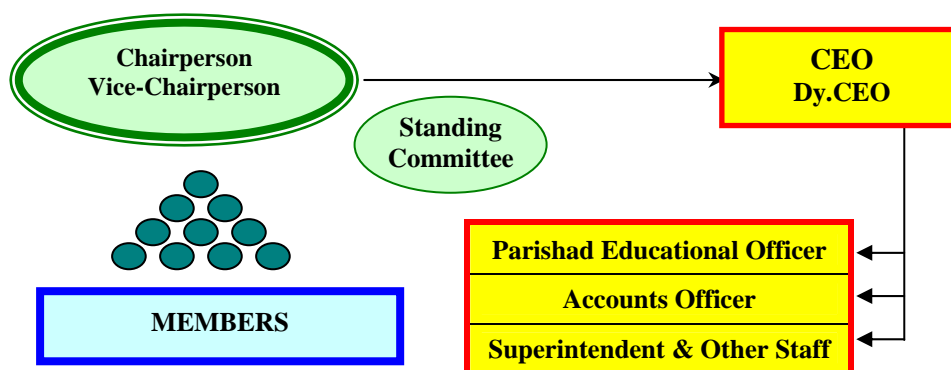 Chairperson
Vice-Chairperson
CEO
Dy.CEO
Standing
Committee
Parishad Educational Officer
Accounts Officer
Superintendent & Other Staff
MEMBERS